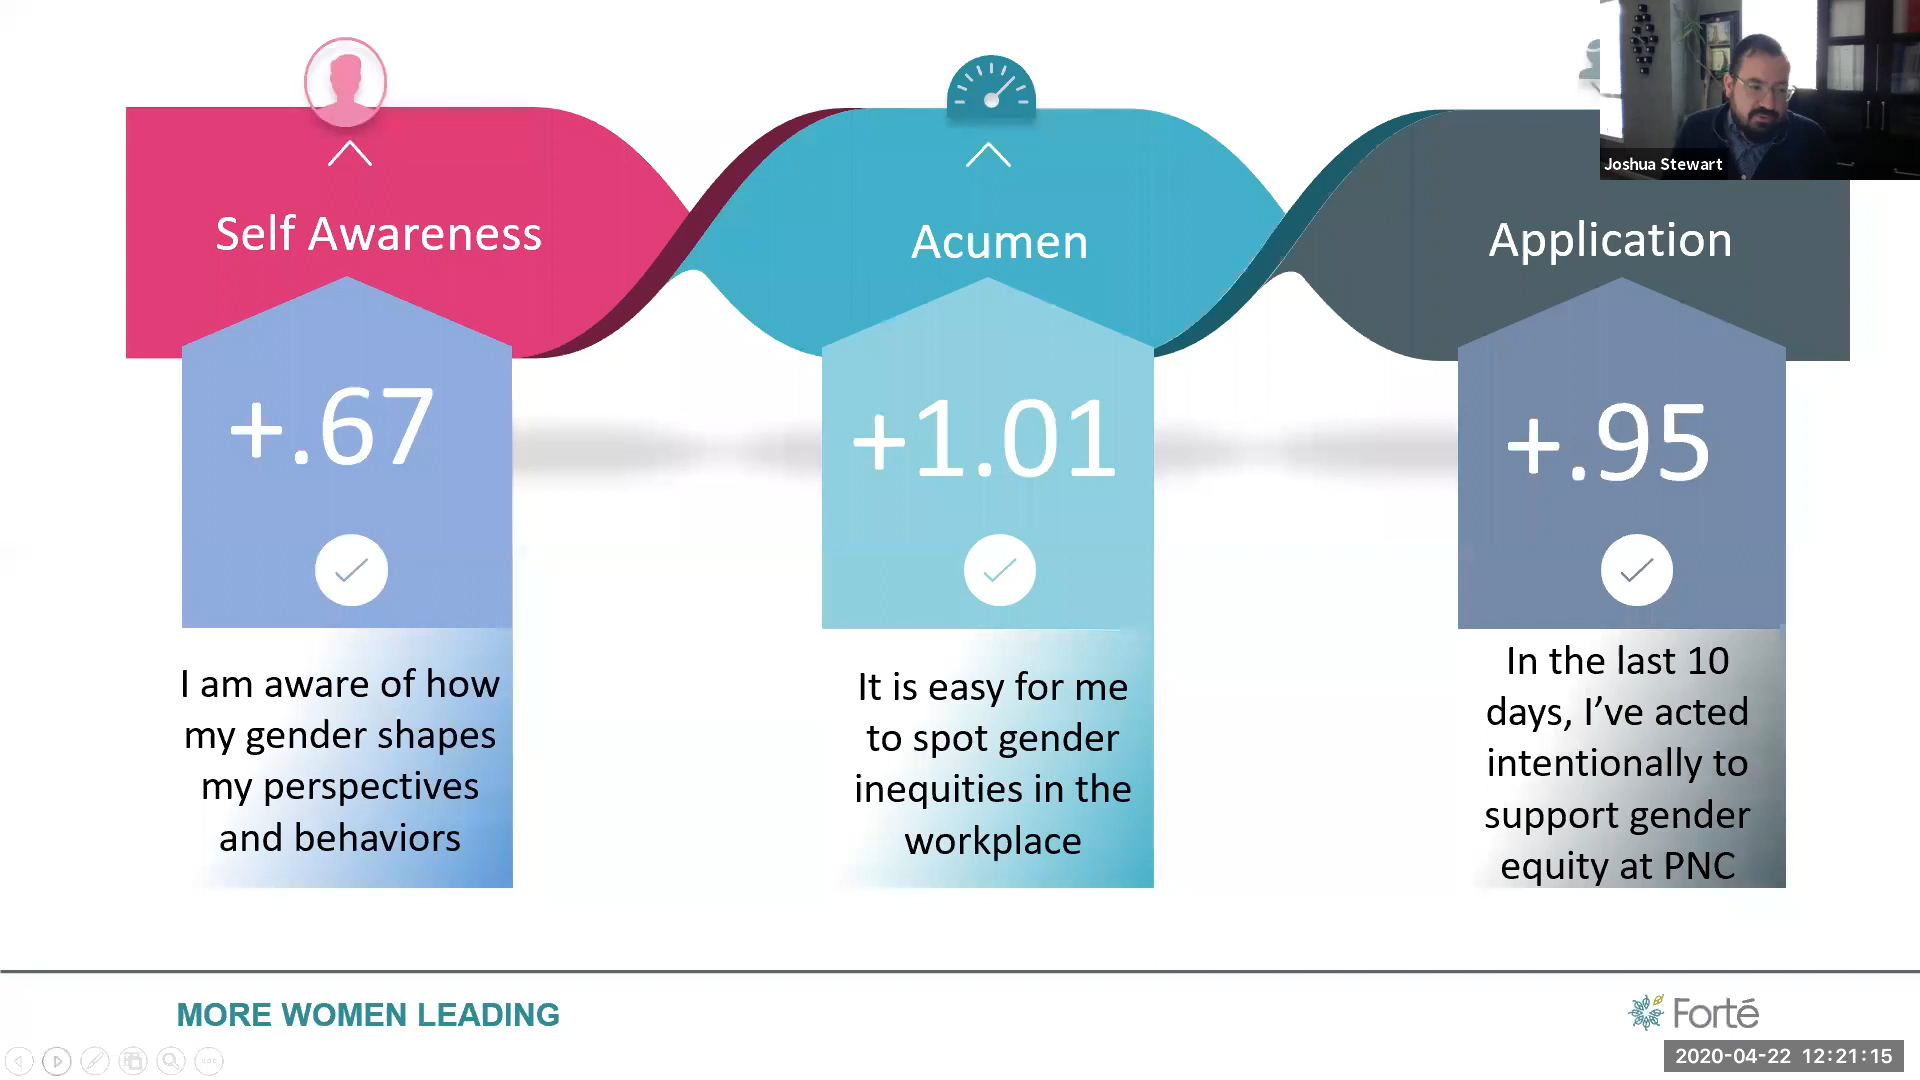 Joshua Stewart
Self Awareness
Acumen
Application
+.67
+1.01
+.95
I am aware of how
my gender shapes
my perspectives
and behaviors
It is easy for me
to spot gender
inequities in the
workplace
In the last 10
days, I’ve acted
intentionally to
support gender
equity at PNC
MORE WOMEN LEADING
Forté
2020-04-22 12:21:15